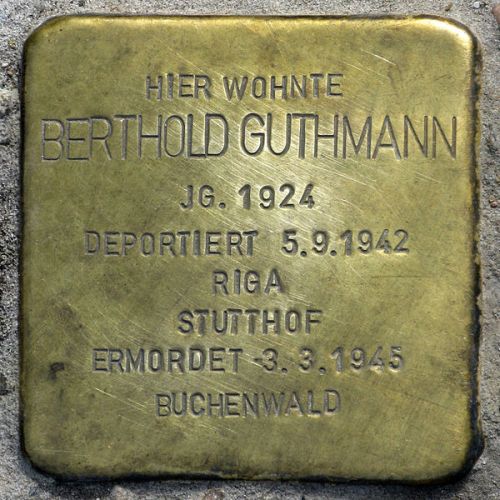 HIER WOHNTE
BERTHOLD GUTHMANN
JG. 1924
DEPORTIERT 5.9.1942
RIGA
STUTTHOF
ERMORDET 3.3.1945
BUCHENWALD